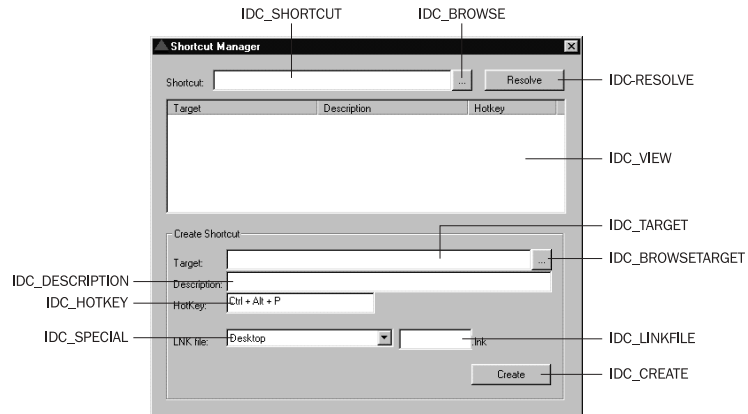 IDC_SHORTCUT IDC_BROWSE
Shortcut Manager
Shortcut: ... Resolve IDC-RESOLVE
Target Description Hotkey
IDC_VIEW
Create Shortcut IDC_TARGET
Target: ... IDC_BROWSETARGET
IDC_DESCRIPTION Description:
IDC_HOTKEY HotKey: Ctrl + Alt + P
IDC_SPECIAL LNK file: Desktop .lnk IDC_LINKFILE
Create IDC_CREATE